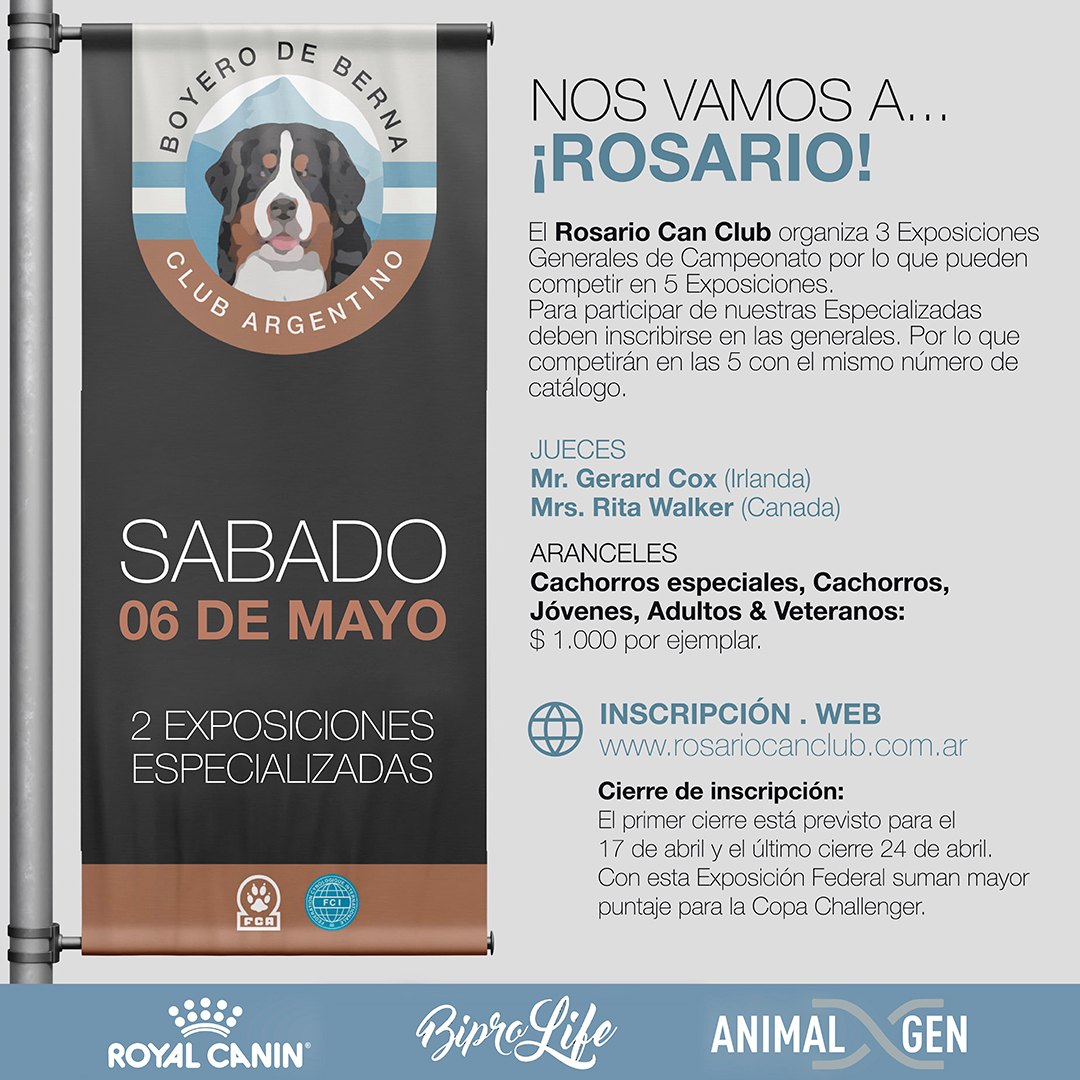 BOYERO DE BERNA
CLUB ARGENTINO
SABADO
06 DE MAYO
2 EXPOSICIONES
ESPECIALIZADAS
FCA
FCI
NOS VAMOS A...
¡ROSARIO!
El Rosario Can Club organiza 3 Exposiciones
Generales de Campeonato por lo que pueden
competir en 5 Exposiciones.
Para participar de nuestras Especializadas
deben inscribirse en las generales. Por lo que
competirán en las 5 con el mismo número de
catálogo.
JUECES
Mr. Gerard Cox (Irlanda)
Mrs. Rita Walker (Canada)
ARANCELES
Cachorros especiales, Cachorros,
Jóvenes, Adultos & Veteranos:
$ 1.000 por ejemplar.
INSCRIPCIÓN . WEB
www.rosariocanclub.com.ar
Cierre de inscripción:
El primer cierre está previsto para el
17 de abril y el último cierre 24 de abril.
Con esta Exposición Federal suman mayor
puntaje para la Copa Challenger.
ROYAL CANIN®
BiproLife
ANIMAL GEN